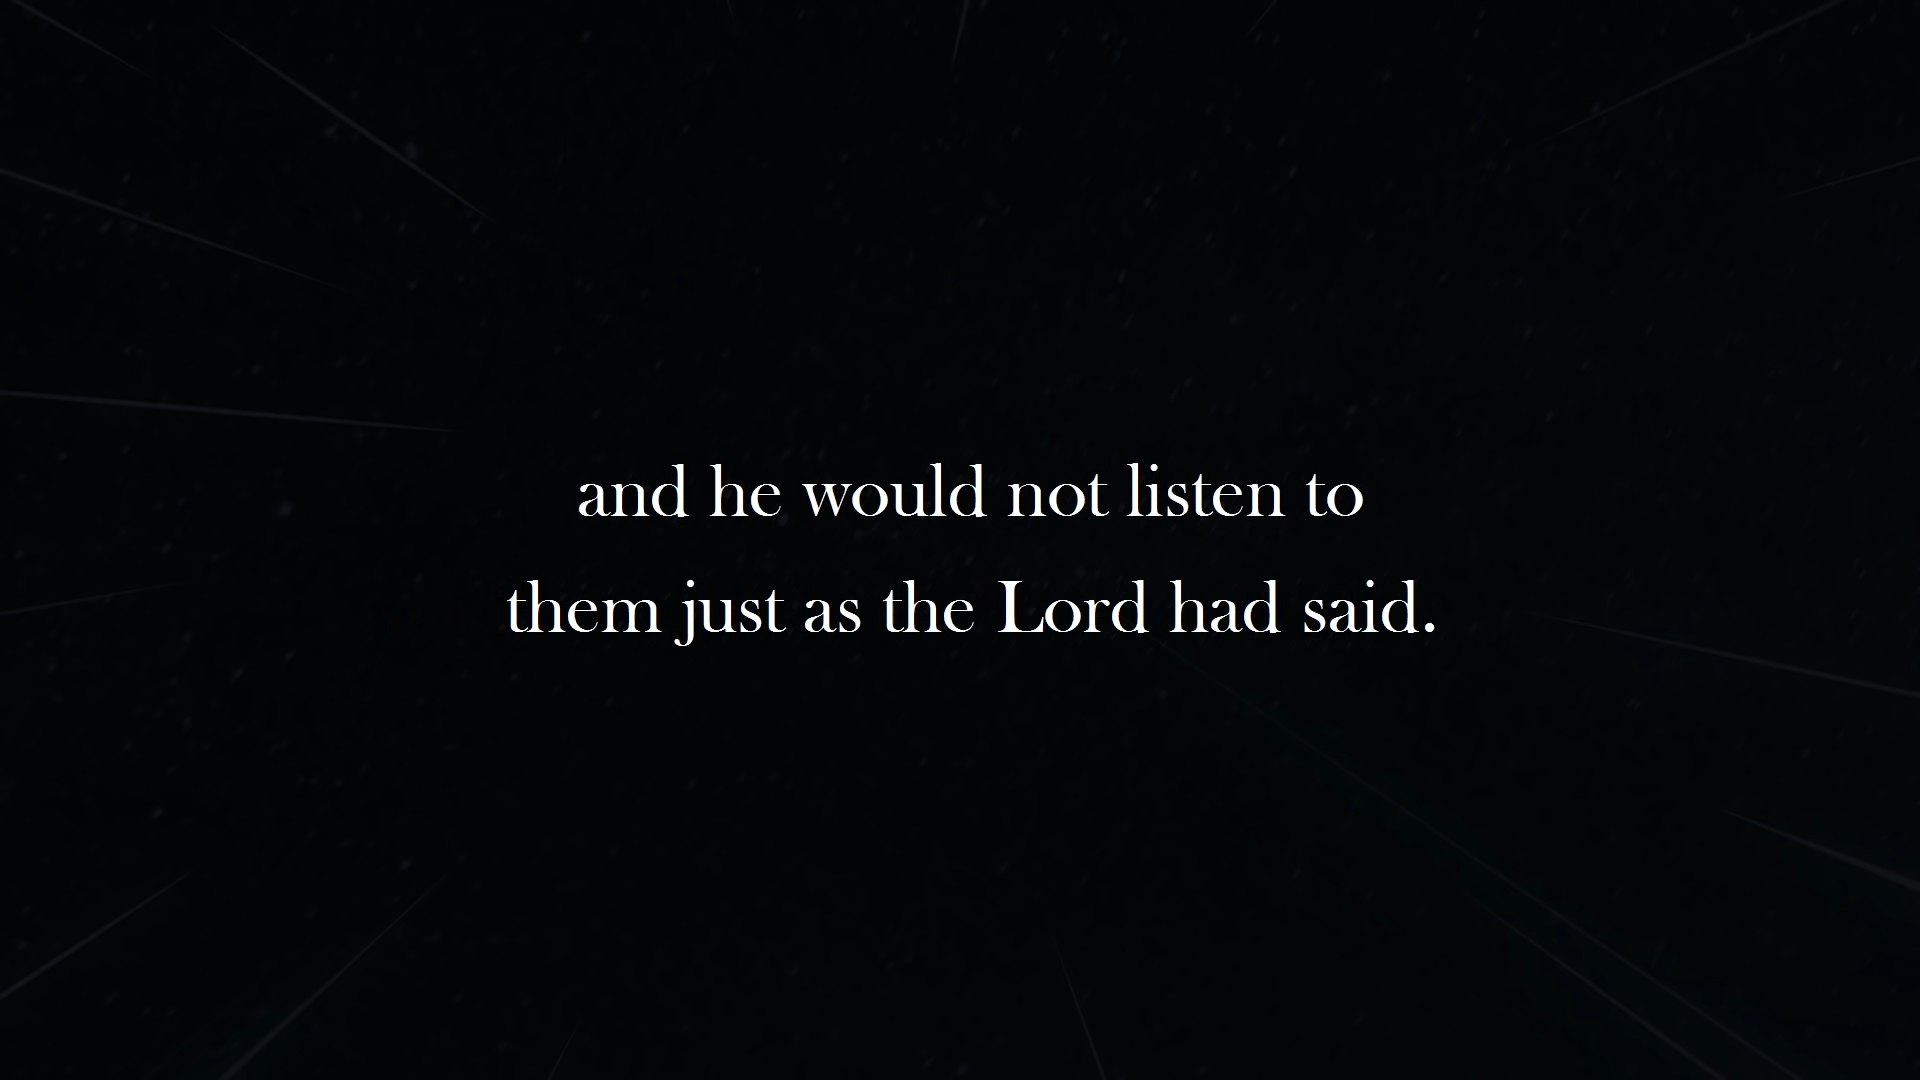 and he would not listen to
them just as the Lord had said.